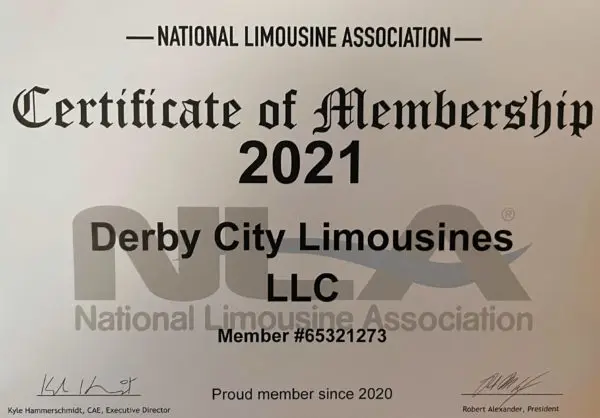 NATIONAL LIMOUSINE ASSOCIATION
Certificate of Membership
2021
NLA®
Derby City Limousines
LLC
National Limousine Association
Member #65321273
Kyle Hammerschmidt, CAE, Executive Director
Proud member since 2020
Robert Alexander, President